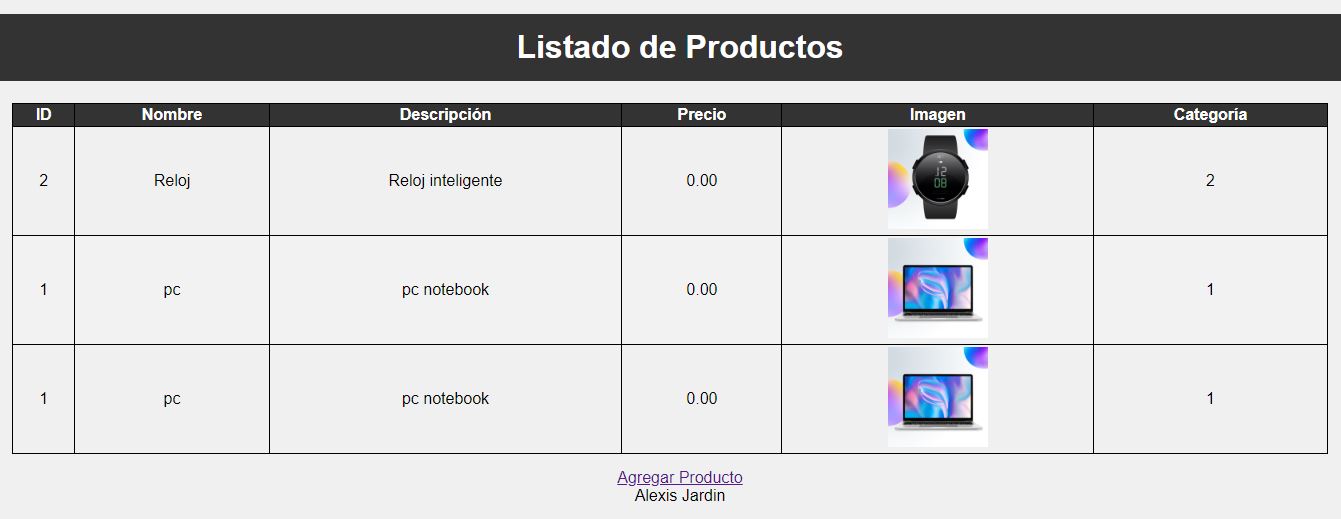 Listado de Productos
ID Nombre Descripción Precio Imagen Categoría
2 Reloj Reloj inteligente 0.00 12 2
08
1 pc pc notebook 0.00 1
1 pc pc notebook 0.00 1
Agregar Producto
Alexis Jardin